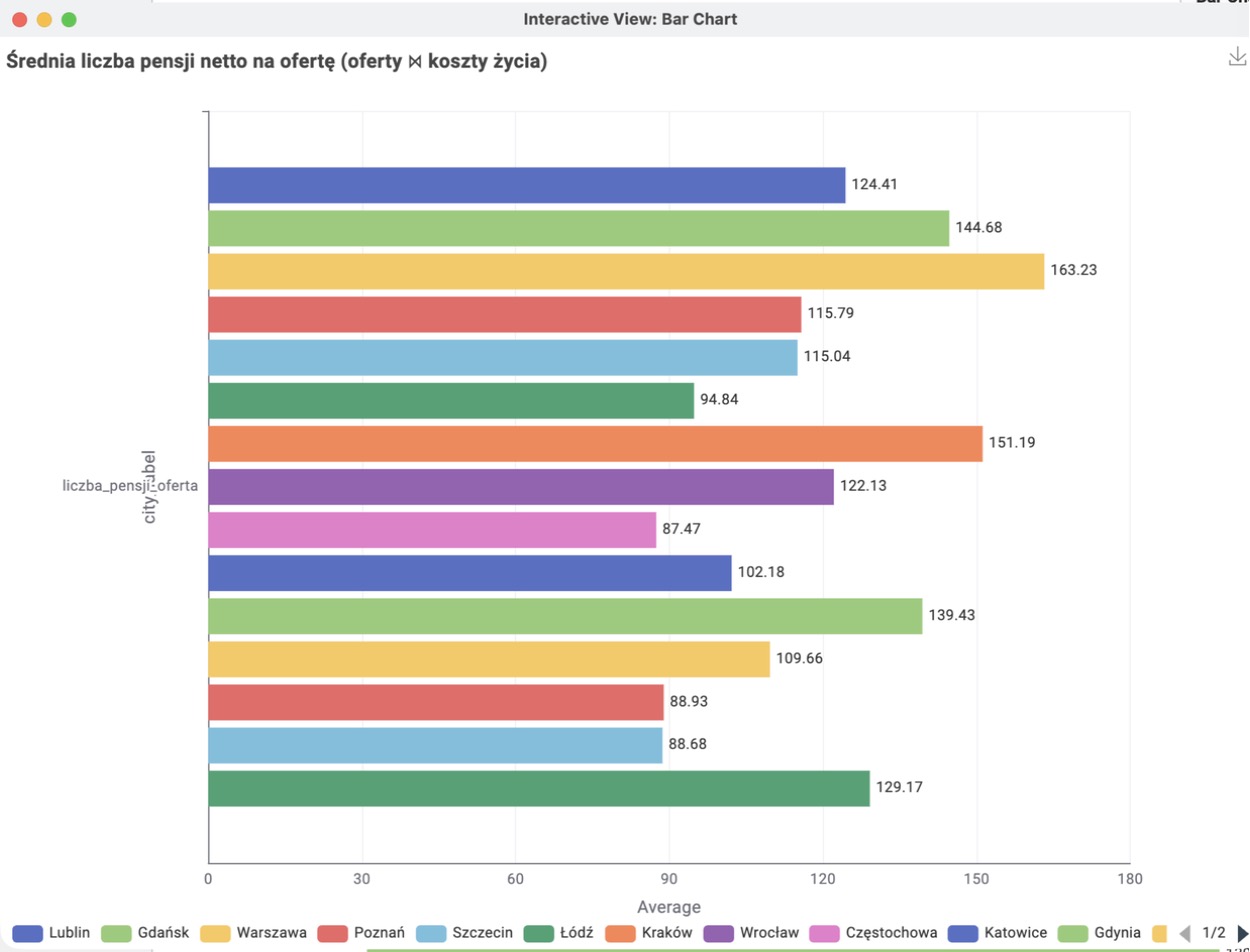 Interactive View: Bar Chart
Średnia liczba pensji netto na ofertę (oferty ⋈ koszty życia)
124.41
144.68
163.23
115.79
115.04
94.84
151.19
liczba_pensji_oferta
city_label
122.13
87.47
102.18
139.43
109.66
88.93
88.68
129.17
0 30 60 90 120 150 180
Average
Lublin Gdańsk Warszawa Poznań Szczecin Łódź Kraków Wrocław Częstochowa Katowice Gdynia 1/2